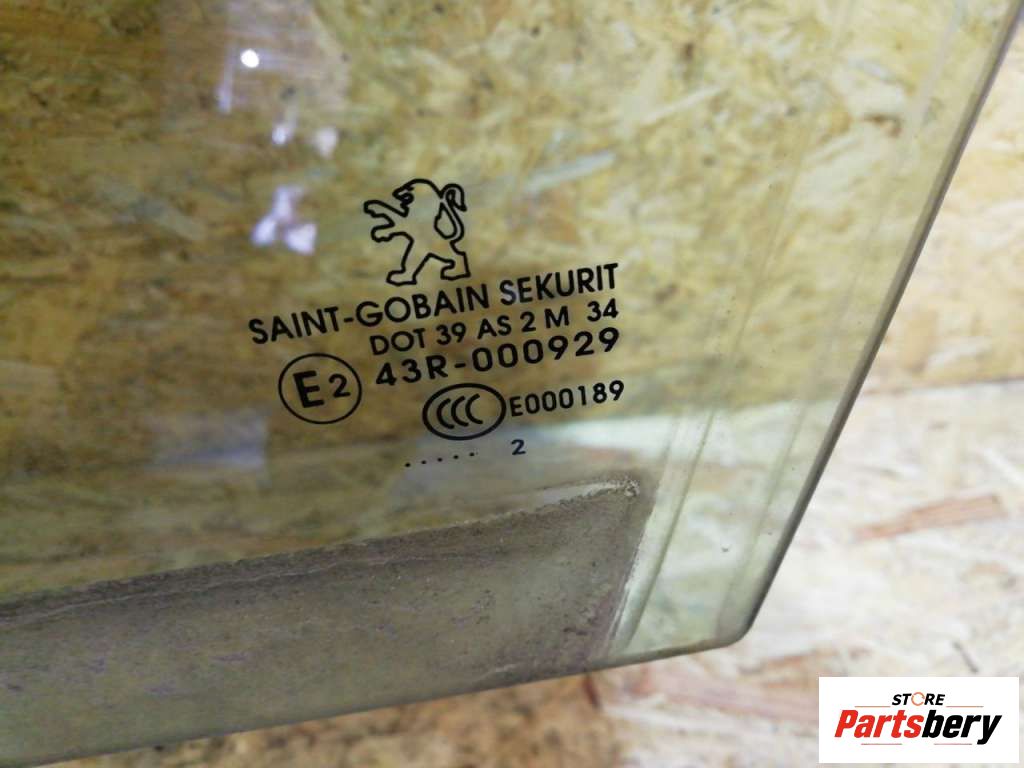 SAINT-GOBAIN SEKURIT
DOT 39 AS 2 M 34
E2 43R-000929
CCC E000189
..... 2
STORE
Partsbery